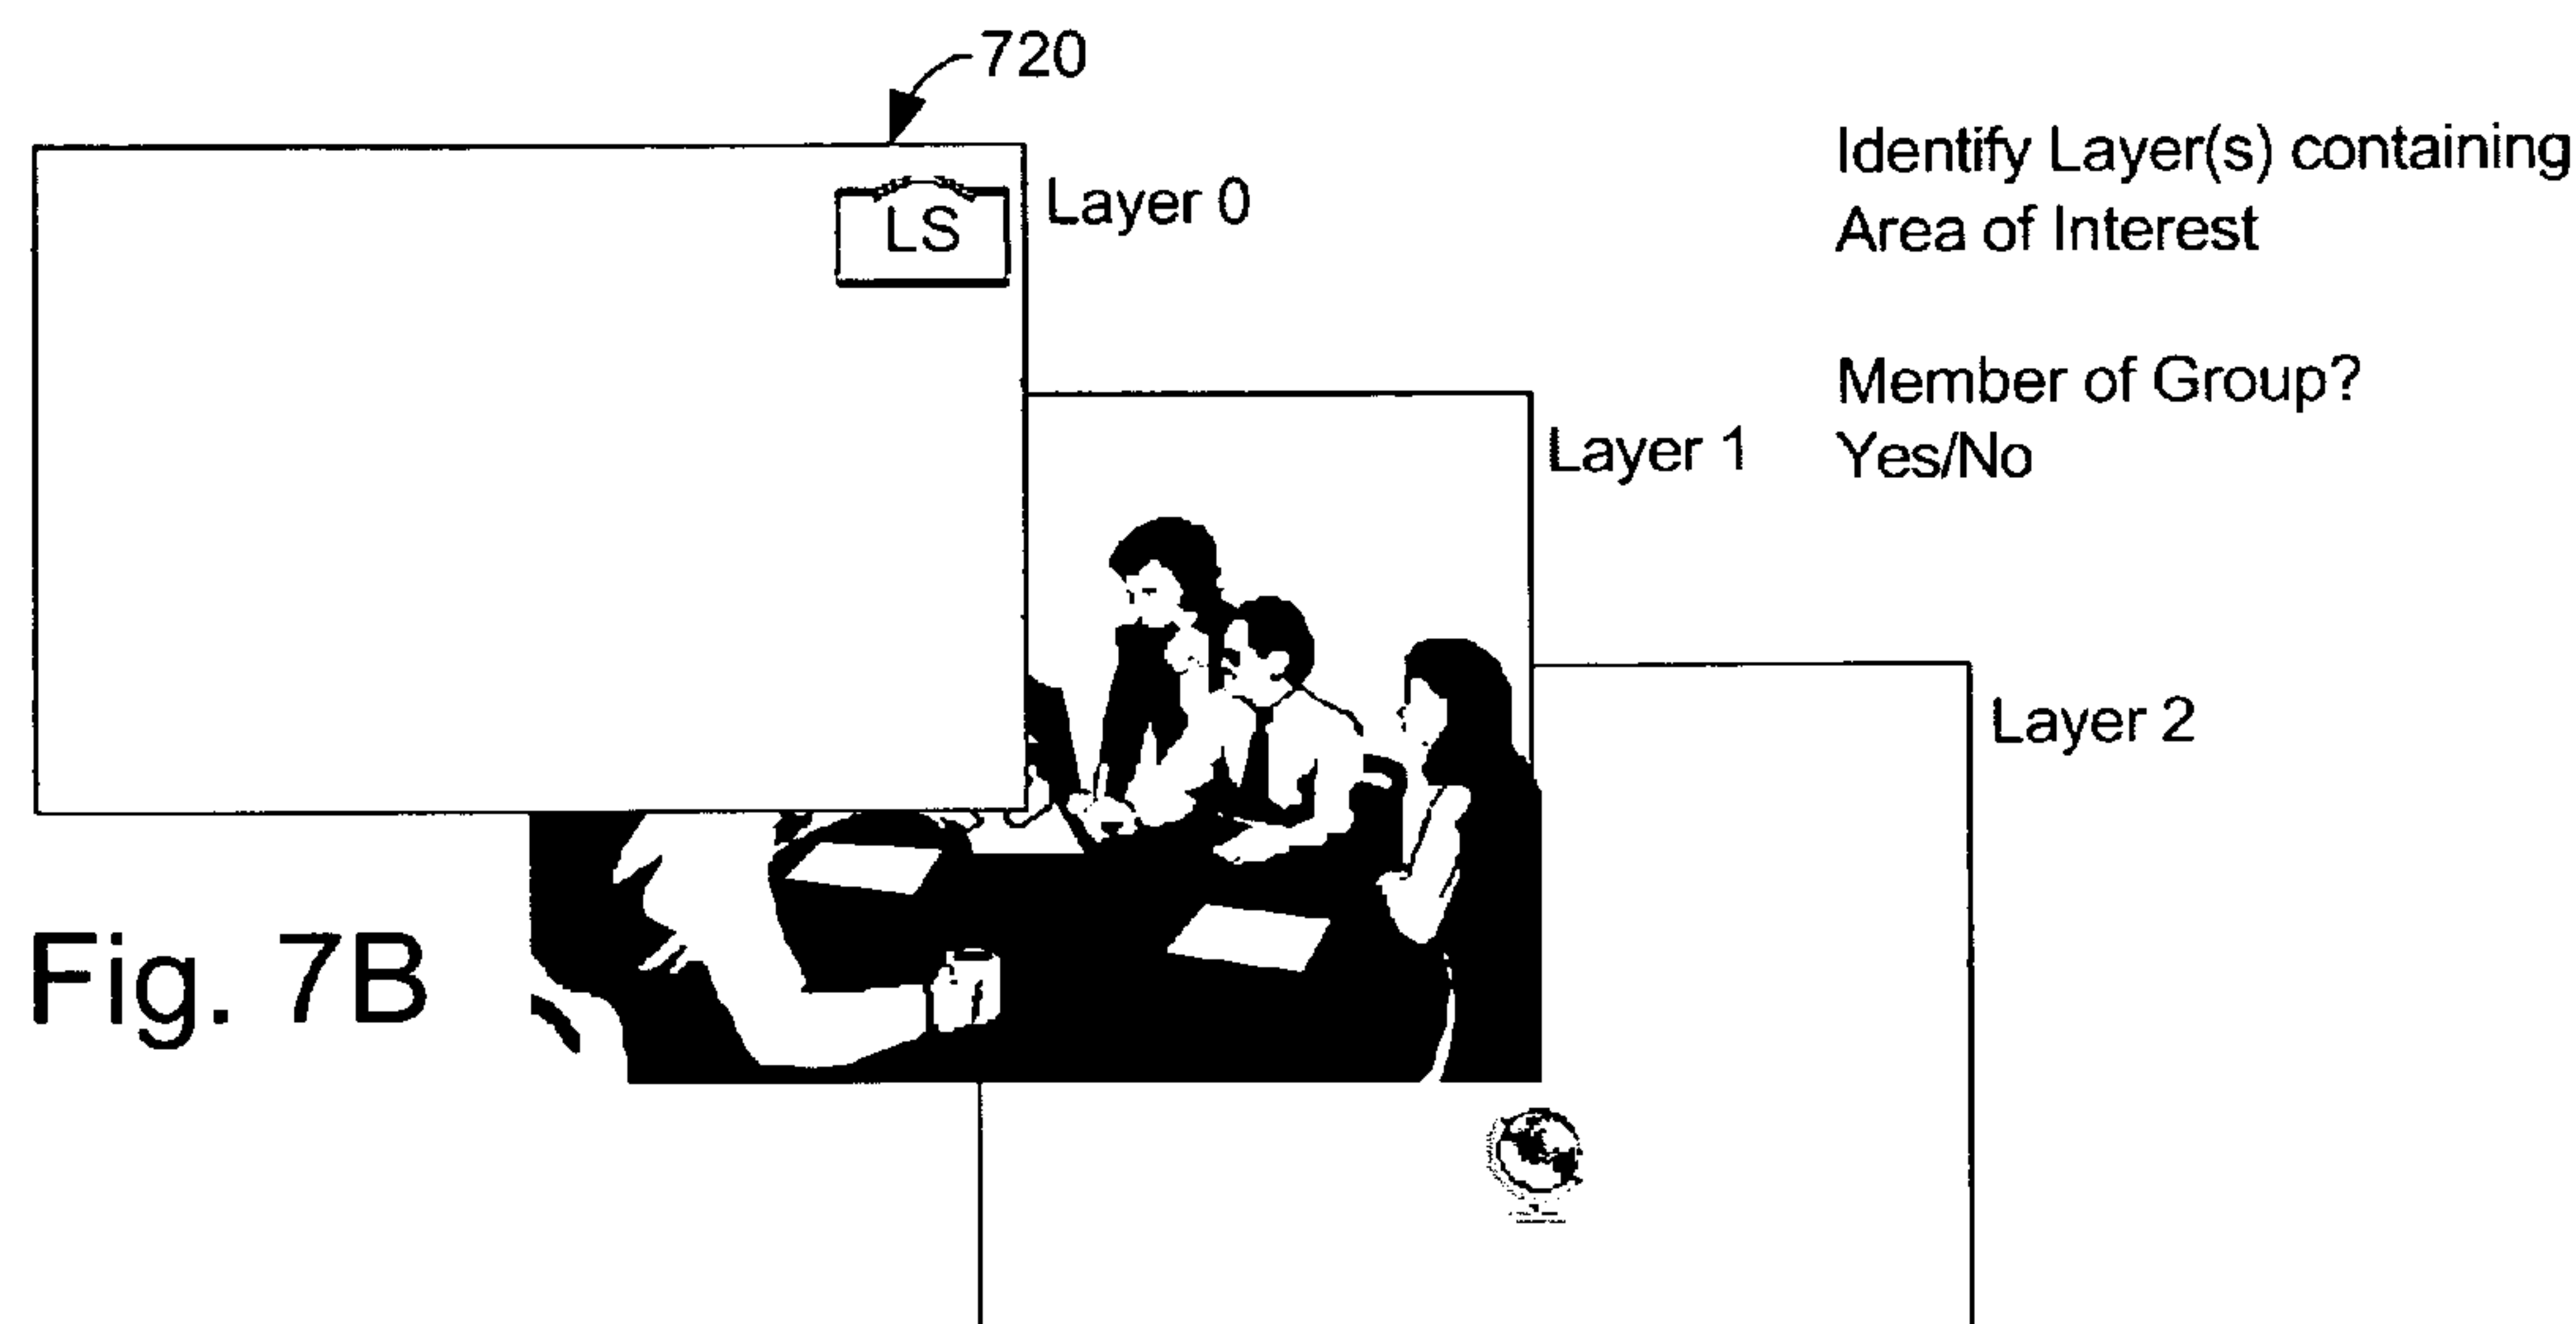 720
Identify Layer(s) containing
Area of Interest
LS
Layer 0
Member of Group?
Yes/No
Layer 1
Layer 2
Fig. 7B